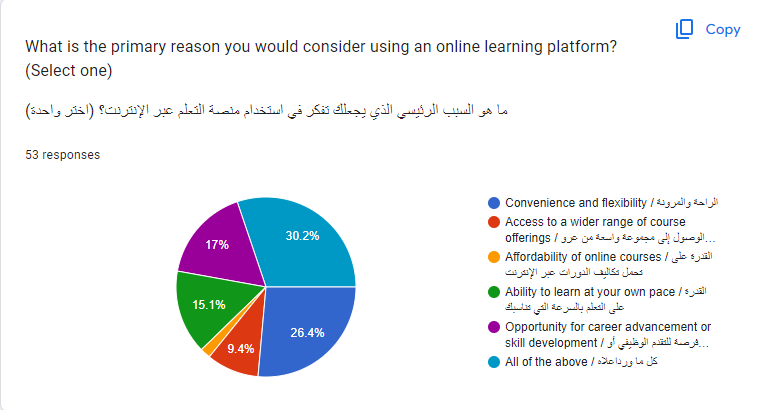 Copy
What is the primary reason you would consider using an online learning platform?
(Select one)
ما هو السبب الرئيسي الذي يجعلك تفكر في استخدام منصة التعلم عبر الإنترنت؟ (اختر واحدة)
53 responses
Convenience and flexibility / الراحة والمرونة
Access to a wider range of course
offerings / الوصول إلى مجموعة واسعة من عرو...
Affordability of online courses / القدرة على
تحمل تكاليف الدورات عبر الإنترنت
Ability to learn at your own pace / القدرة
على التعلم بالسرعة التي تناسبك
Opportunity for career advancement or
skill development / فرصة للتقدم الوظيفي أو...
All of the above / كل ما ورداعلاه
30.2%
17%
15.1%
9.4%
26.4%